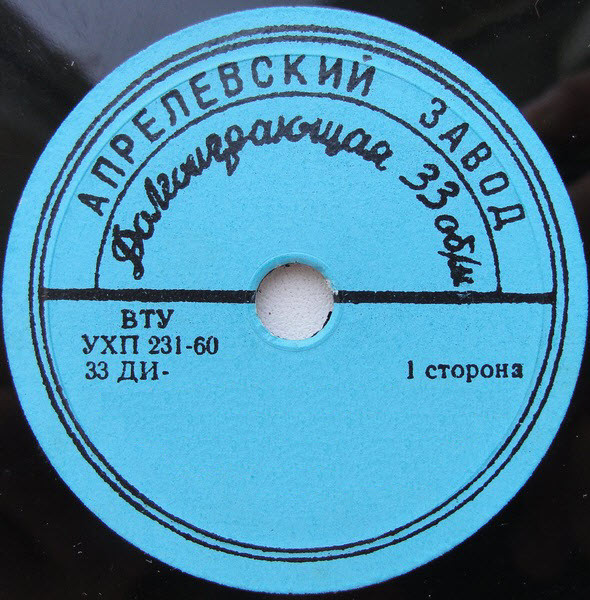 АПРЕЛЕВСКИЙ ЗАВОД
Долгоиграющая 33 об/м
ВТУ
УХП 231-60
33 ДИ-
1 сторона